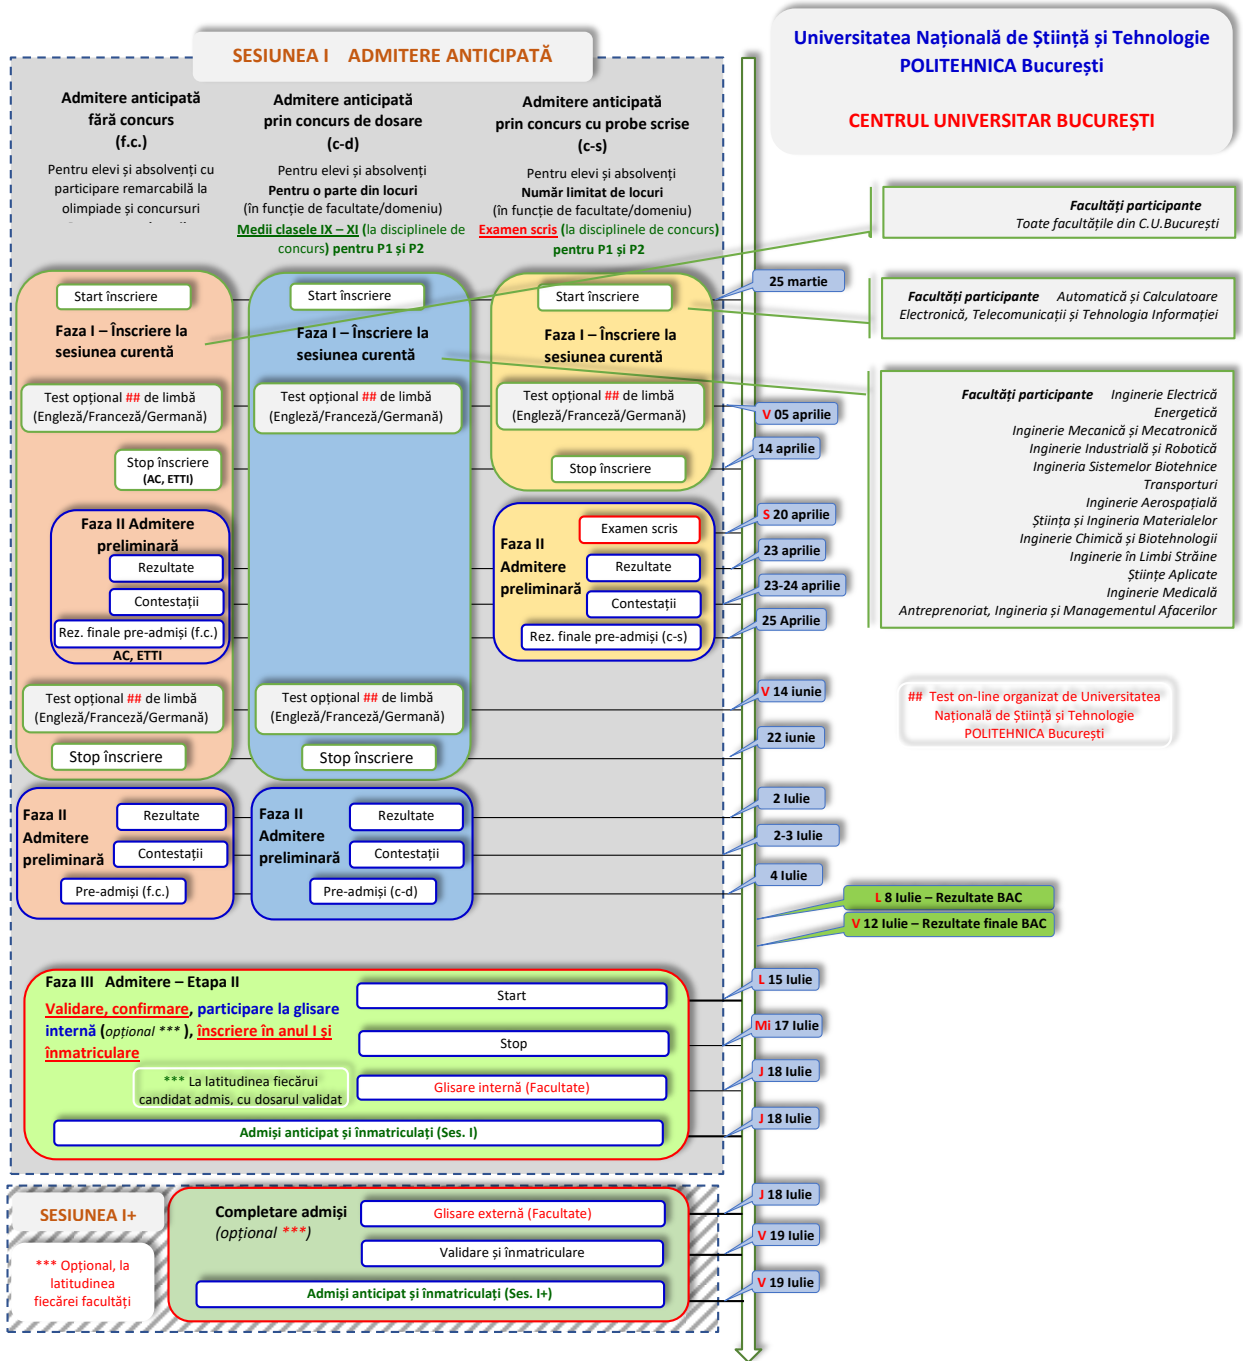 SESIUNEA I ADMITERE ANTICIPATĂ
Universitatea Națională de Știință și Tehnologie
POLITEHNICA București
CENTRUL UNIVERSITAR BUCUREȘTI
Admitere anticipată
fără concurs
(f.c.)
Pentru elevi și absolvenți cu
participare remarcabilă la
olimpiade și concursuri
Admitere anticipată
prin concurs de dosare
(c-d)
Pentru elevi și absolvenți
Pentru o parte din locuri
(în funcție de facultate/domeniu)
Medii clasele IX – XI (la disciplinele de
concurs) pentru P1 și P2
Admitere anticipată
prin concurs cu probe scrise
(c-s)
Pentru elevi și absolvenți
Număr limitat de locuri
(în funcție de facultate/domeniu)
Examen scris (la disciplinele de concurs)
pentru P1 și P2
Facultăți participante
Toate facultățile din C.U.București
Facultăți participante Automatică și Calculatoare
Electronică, Telecomunicații și Tehnologia Informației
Facultăți participante Inginerie Electrică
Energetică
Inginerie Mecanică și Mecatronică
Inginerie Industrială și Robotică
Ingineria Sistemelor Biotehnice
Transporturi
Inginerie Aerospațială
Știința și Ingineria Materialelor
Inginerie Chimică și Biotehnologii
Inginerie în Limbi Străine
Științe Aplicate
Inginerie Medicală
Antreprenoriat, Ingineria și Managementul Afacerilor
## Test on-line organizat de Universitatea
Națională de Știință și Tehnologie
POLITEHNICA București
Start înscriere
Faza I – Înscriere la
sesiunea curentă
Test opțional ## de limbă
(Engleză/Franceză/Germană)
Stop înscriere
(AC, ETTI)
Faza II Admitere
preliminară
Rezultate
Contestații
Rez. finale pre-admiși (f.c.)
AC, ETTI
Test opțional ## de limbă
(Engleză/Franceză/Germană)
Stop înscriere
Faza II
Admitere
preliminară
Rezultate
Contestații
Pre-admiși (f.c.)
Start înscriere
Faza I – Înscriere la
sesiunea curentă
Test opțional ## de limbă
(Engleză/Franceză/Germană)
Test opțional ## de limbă
(Engleză/Franceză/Germană)
Stop înscriere
Faza II
Admitere
preliminară
Rezultate
Contestații
Pre-admiși (c-d)
Start înscriere
Faza I – Înscriere la
sesiunea curentă
Test opțional ## de limbă
(Engleză/Franceză/Germană)
Stop înscriere
Faza II
Admitere
preliminară
Examen scris
Rezultate
Contestații
Rez. finale pre-admiși (c-s)
25 martie
V 05 aprilie
14 aprilie
S 20 aprilie
23 aprilie
23-24 aprilie
25 Aprilie
V 14 iunie
22 iunie
2 Iulie
2-3 Iulie
4 Iulie
L 8 Iulie – Rezultate BAC
V 12 Iulie – Rezultate finale BAC
Faza III Admitere – Etapa II
Validare, confirmare, participare la glisare
internă (opțional *** ), înscriere în anul I și
înmatriculare
*** La latitudinea fiecărui
candidat admis, cu dosarul validat
Start
Stop
Glisare internă (Facultate)
Admiși anticipat și înmatriculați (Ses. I)
L 15 Iulie
Mi 17 Iulie
J 18 Iulie
J 18 Iulie
SESIUNEA I+
*** Opțional, la
latitudinea
fiecărei facultăți
Completare admiși
(opțional ***)
Glisare externă (Facultate)
Validare și înmatriculare
Admiși anticipat și înmatriculați (Ses. I+)
J 18 Iulie
V 19 Iulie
V 19 Iulie